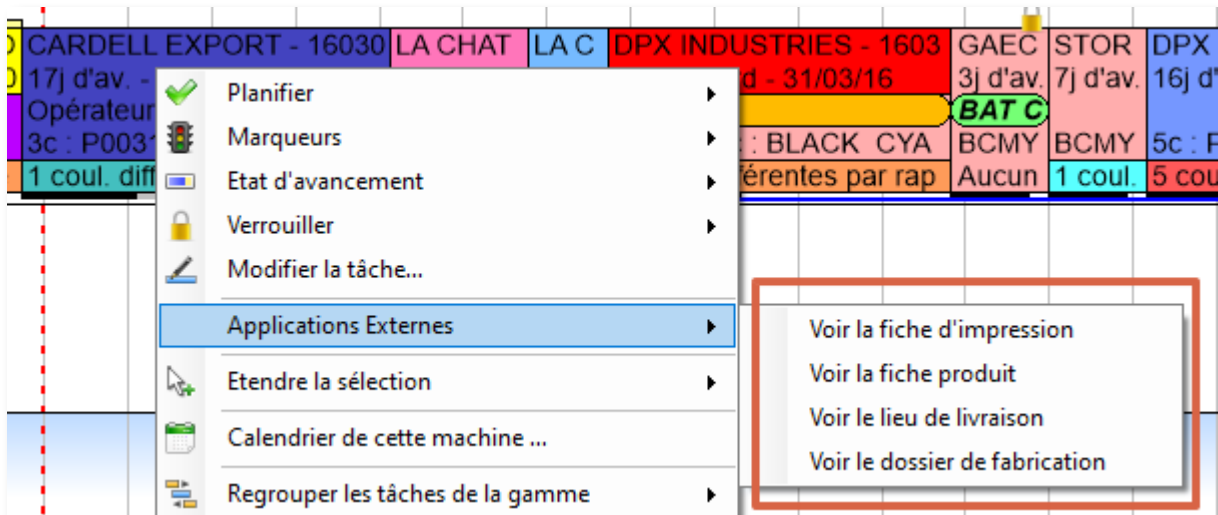 CARDELL EXPORT - 16030 LA CHAT LA C DPX INDUSTRIES - 1603 GAEC STOR DPX
17j d'av. - d - 31/03/16 3j d'av. 7j d'av. 16j d'
Opérateur BAT C
3c : P0031 : BLACK CYA BCMY BCMY 5c : P
1 coul. diff érentes par rap Aucun 1 coul. 5 cou
Planifier
Marqueurs
Etat d'avancement
Verrouiller
Modifier la tâche...
Applications Externes
Etendre la sélection
Calendrier de cette machine ...
Regrouper les tâches de la gamme
Voir la fiche d'impression
Voir la fiche produit
Voir le lieu de livraison
Voir le dossier de fabrication